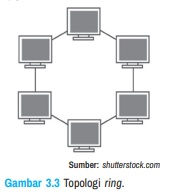 Sumber: shutterstock.com
Gambar 3.3 Topologi ring.